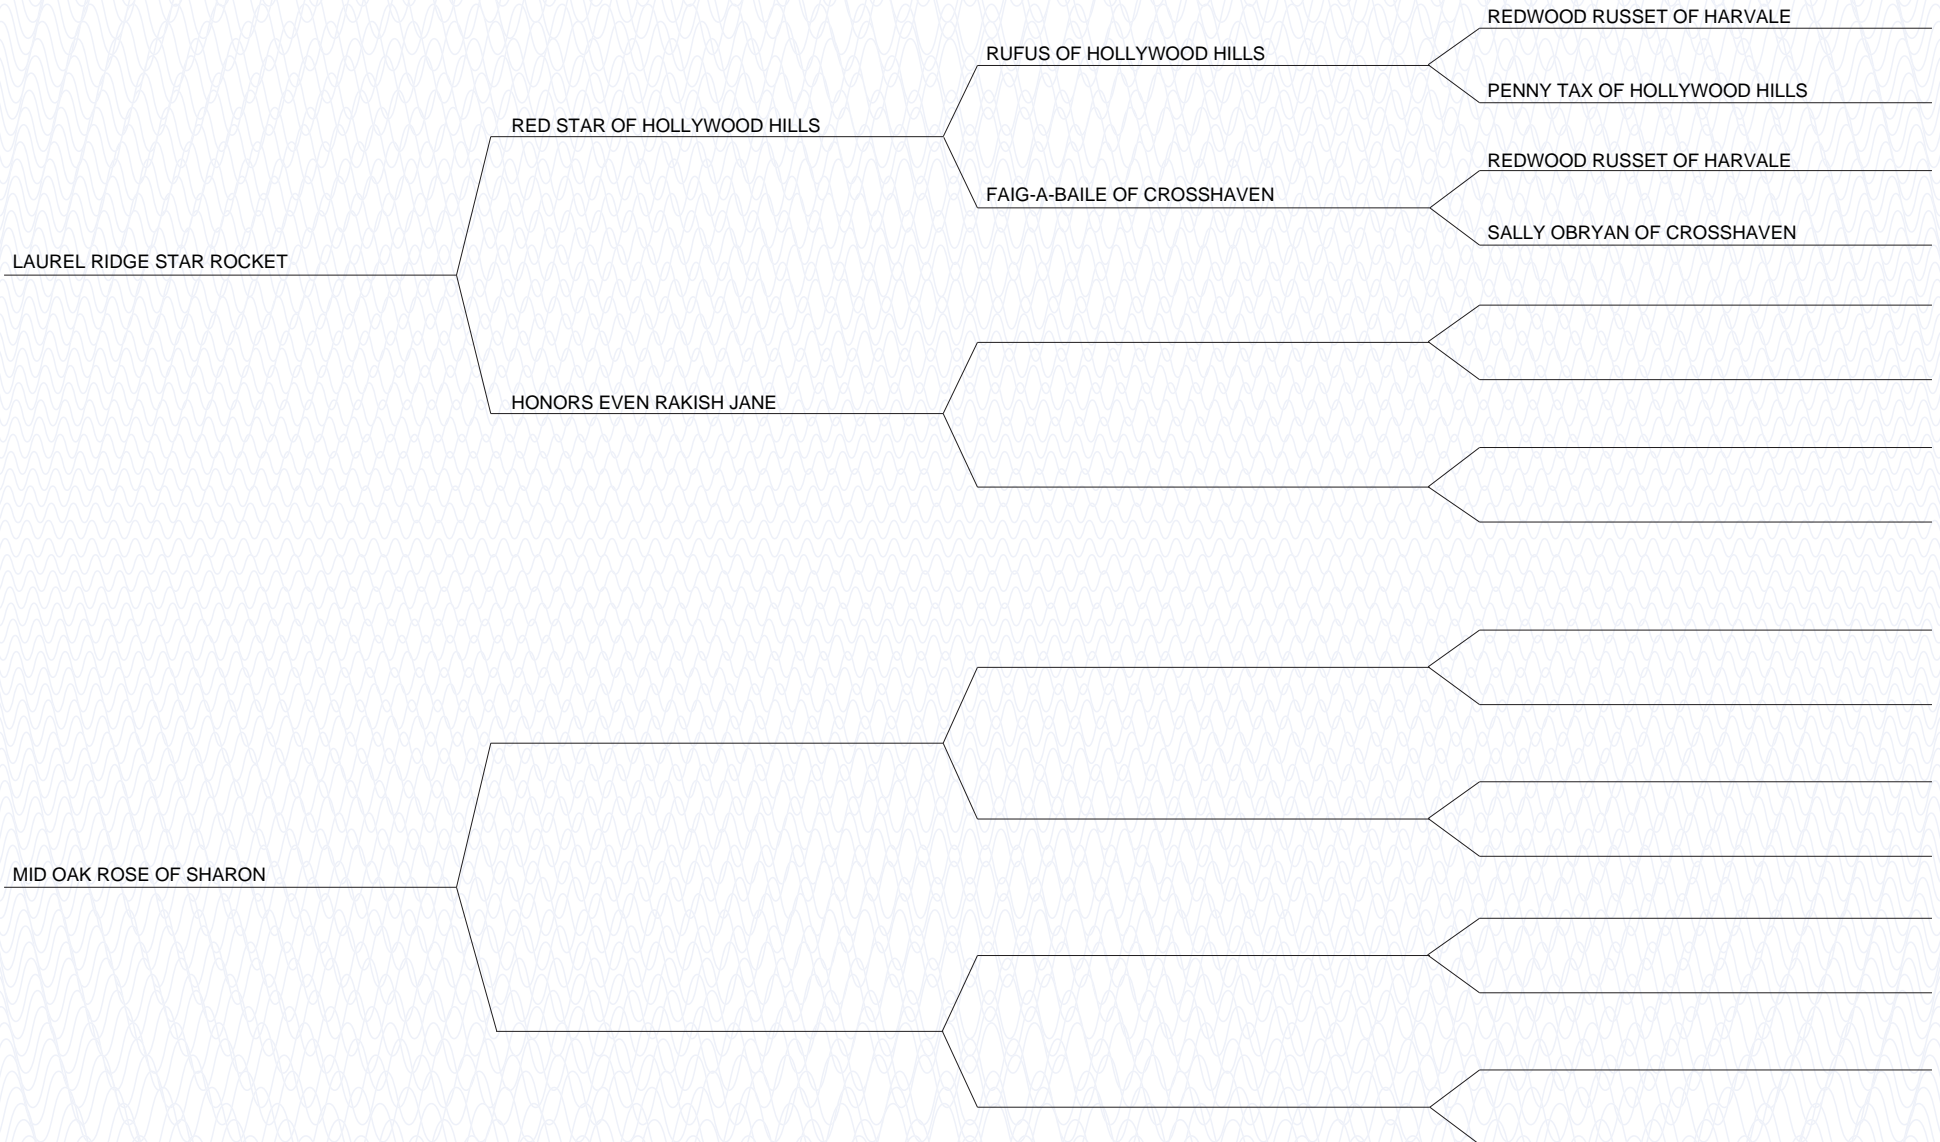 REDWOOD RUSSET OF HARVALE
RUFUS OF HOLLYWOOD HILLS
PENNY TAX OF HOLLYWOOD HILLS
RED STAR OF HOLLYWOOD HILLS
REDWOOD RUSSET OF HARVALE
FAIG-A-BAILE OF CROSSHAVEN
SALLY OBRYAN OF CROSSHAVEN
LAUREL RIDGE STAR ROCKET
HONORS EVEN RAKISH JANE
MID OAK ROSE OF SHARON